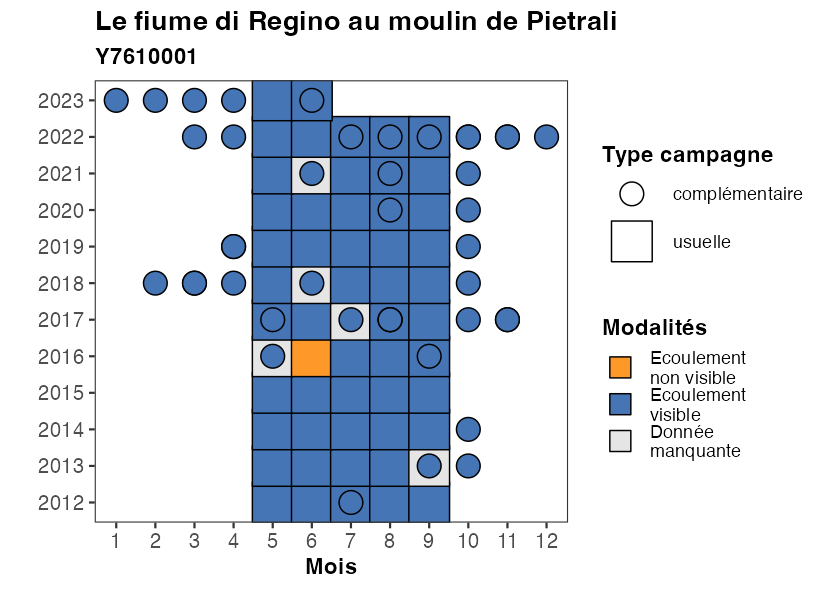 Le fiume di Regino au moulin de Pietrali
Y7610001
2023
2022
2021
2020
2019
2018
2017
2016
2015
2014
2013
2012
1 2 3 4 5 6 7 8 9 10 11 12
Mois
Type campagne
complémentaire
usuelle
Modalités
Ecoulement
non visible
Ecoulement
visible
Donnée
manquante